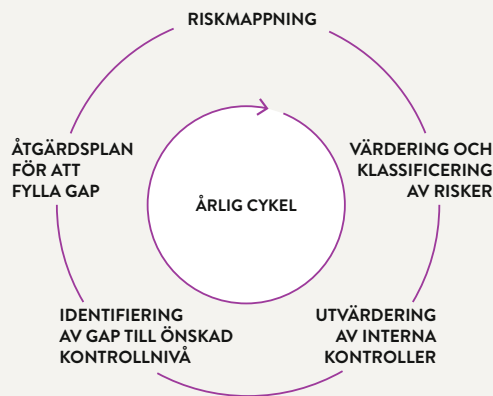 RISKMAPPNING
VÄRDERING OCH
KLASSIFICERING
AV RISKER
UTVÄRDERING
AV INTERNA
KONTROLLER
IDENTIFIERING
AV GAP TILL ÖNSKAD
KONTROLLNIVÅ
ÅTGÄRDSPLAN
FÖR ATT
FYLLA GAP
ÅRLIG CYKEL